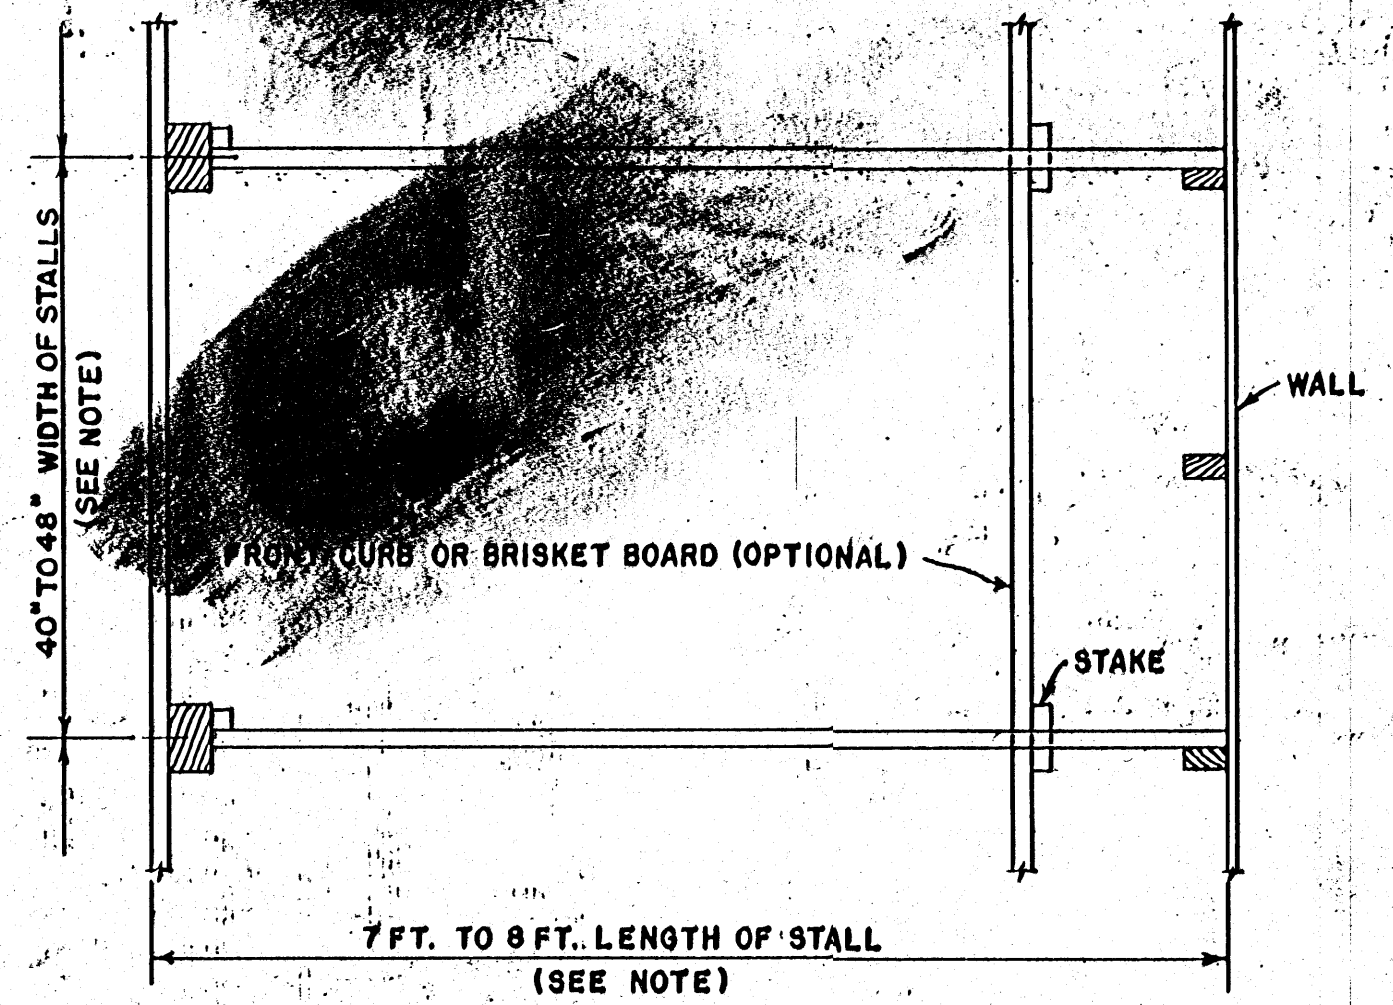 40" TO 48" WIDTH OF STALLS
(SEE NOTE)
WALL
FRONT CURB OR BRISKET BOARD (OPTIONAL)
STAKE
7 FT. TO 8 FT. LENGTH OF STALL
(SEE NOTE)